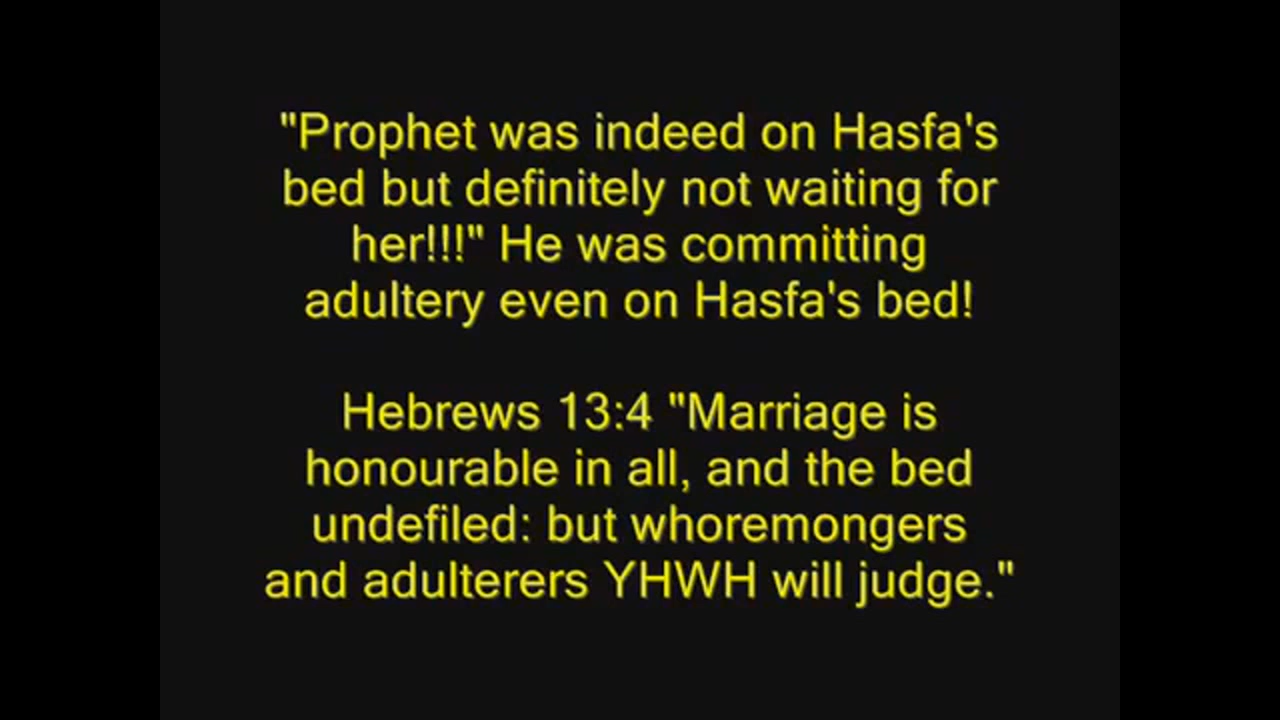 "Prophet was indeed on Hasfa's
bed but definitely not waiting for
her!!!" He was committing
adultery even on Hasfa's bed!
Hebrews 13:4 "Marriage is
honourable in all, and the bed
undefiled: but whoremongers
and adulterers YHWH will judge."